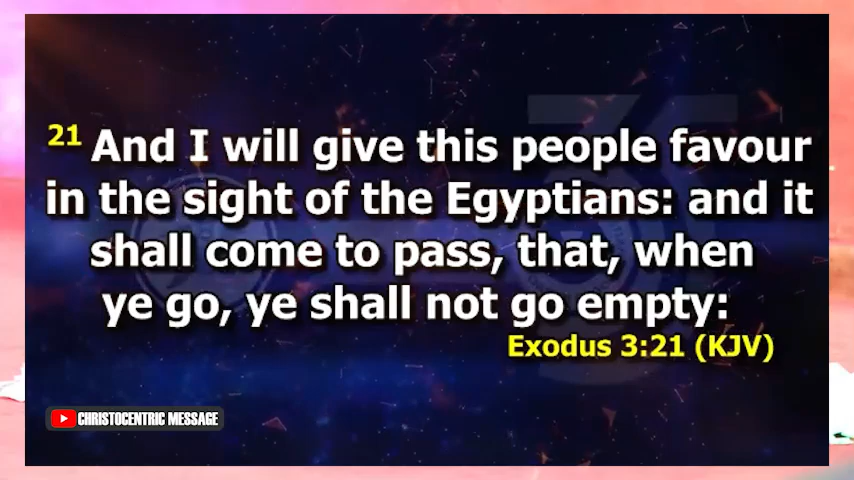 21 And I will give this people favour
in the sight of the Egyptians: and it
shall come to pass, that, when
ye go, ye shall not go empty:
Exodus 3:21 (KJV)
CHRISTOCENTRIC MESSAGE